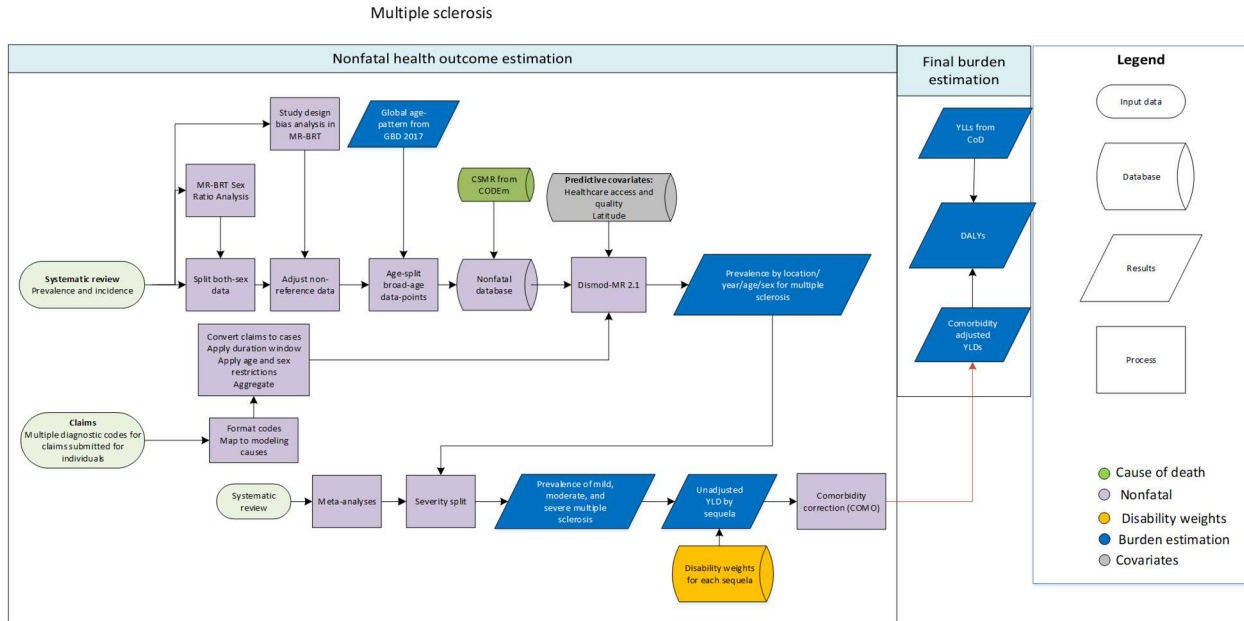 Multiple sclerosis
Nonfatal health outcome estimation
Final burden
estimation
Legend
Study design
bias analysis in
MR-BRT
Global age-
pattern from
GBD 2017
MR-BRT Sex
Ratio Analysis
CSMR from
CODEm
Predictive covariates:
Healthcare access and
quality
Latitude
Systematic review
Prevalence and incidence
Split both-sex
data
Adjust non-
reference data
Age-split
broad-age
data-points
Nonfatal
database
Dismod-MR 2.1
Prevalence by location/
year/age/sex for multiple
sclerosis
Convert claims to cases
Apply duration window
Apply age and sex
restrictions
Aggregate
Claims
Multiple diagnostic codes for
claims submitted for
individuals
Format codes
Map to modeling
causes
Systematic
review
Meta-analyses
Severity split
Prevalence of mild,
moderate, and
severe multiple
sclerosis
Unadjusted
YLD by
sequela
Comorbidity
correction (COMO)
Disability weights
for each sequela
YLLs from
CoD
DALYs
Comorbidity
adjusted
YLDs
Input data
Database
Results
Process
Cause of death
Nonfatal
Disability weights
Burden estimation
Covariates